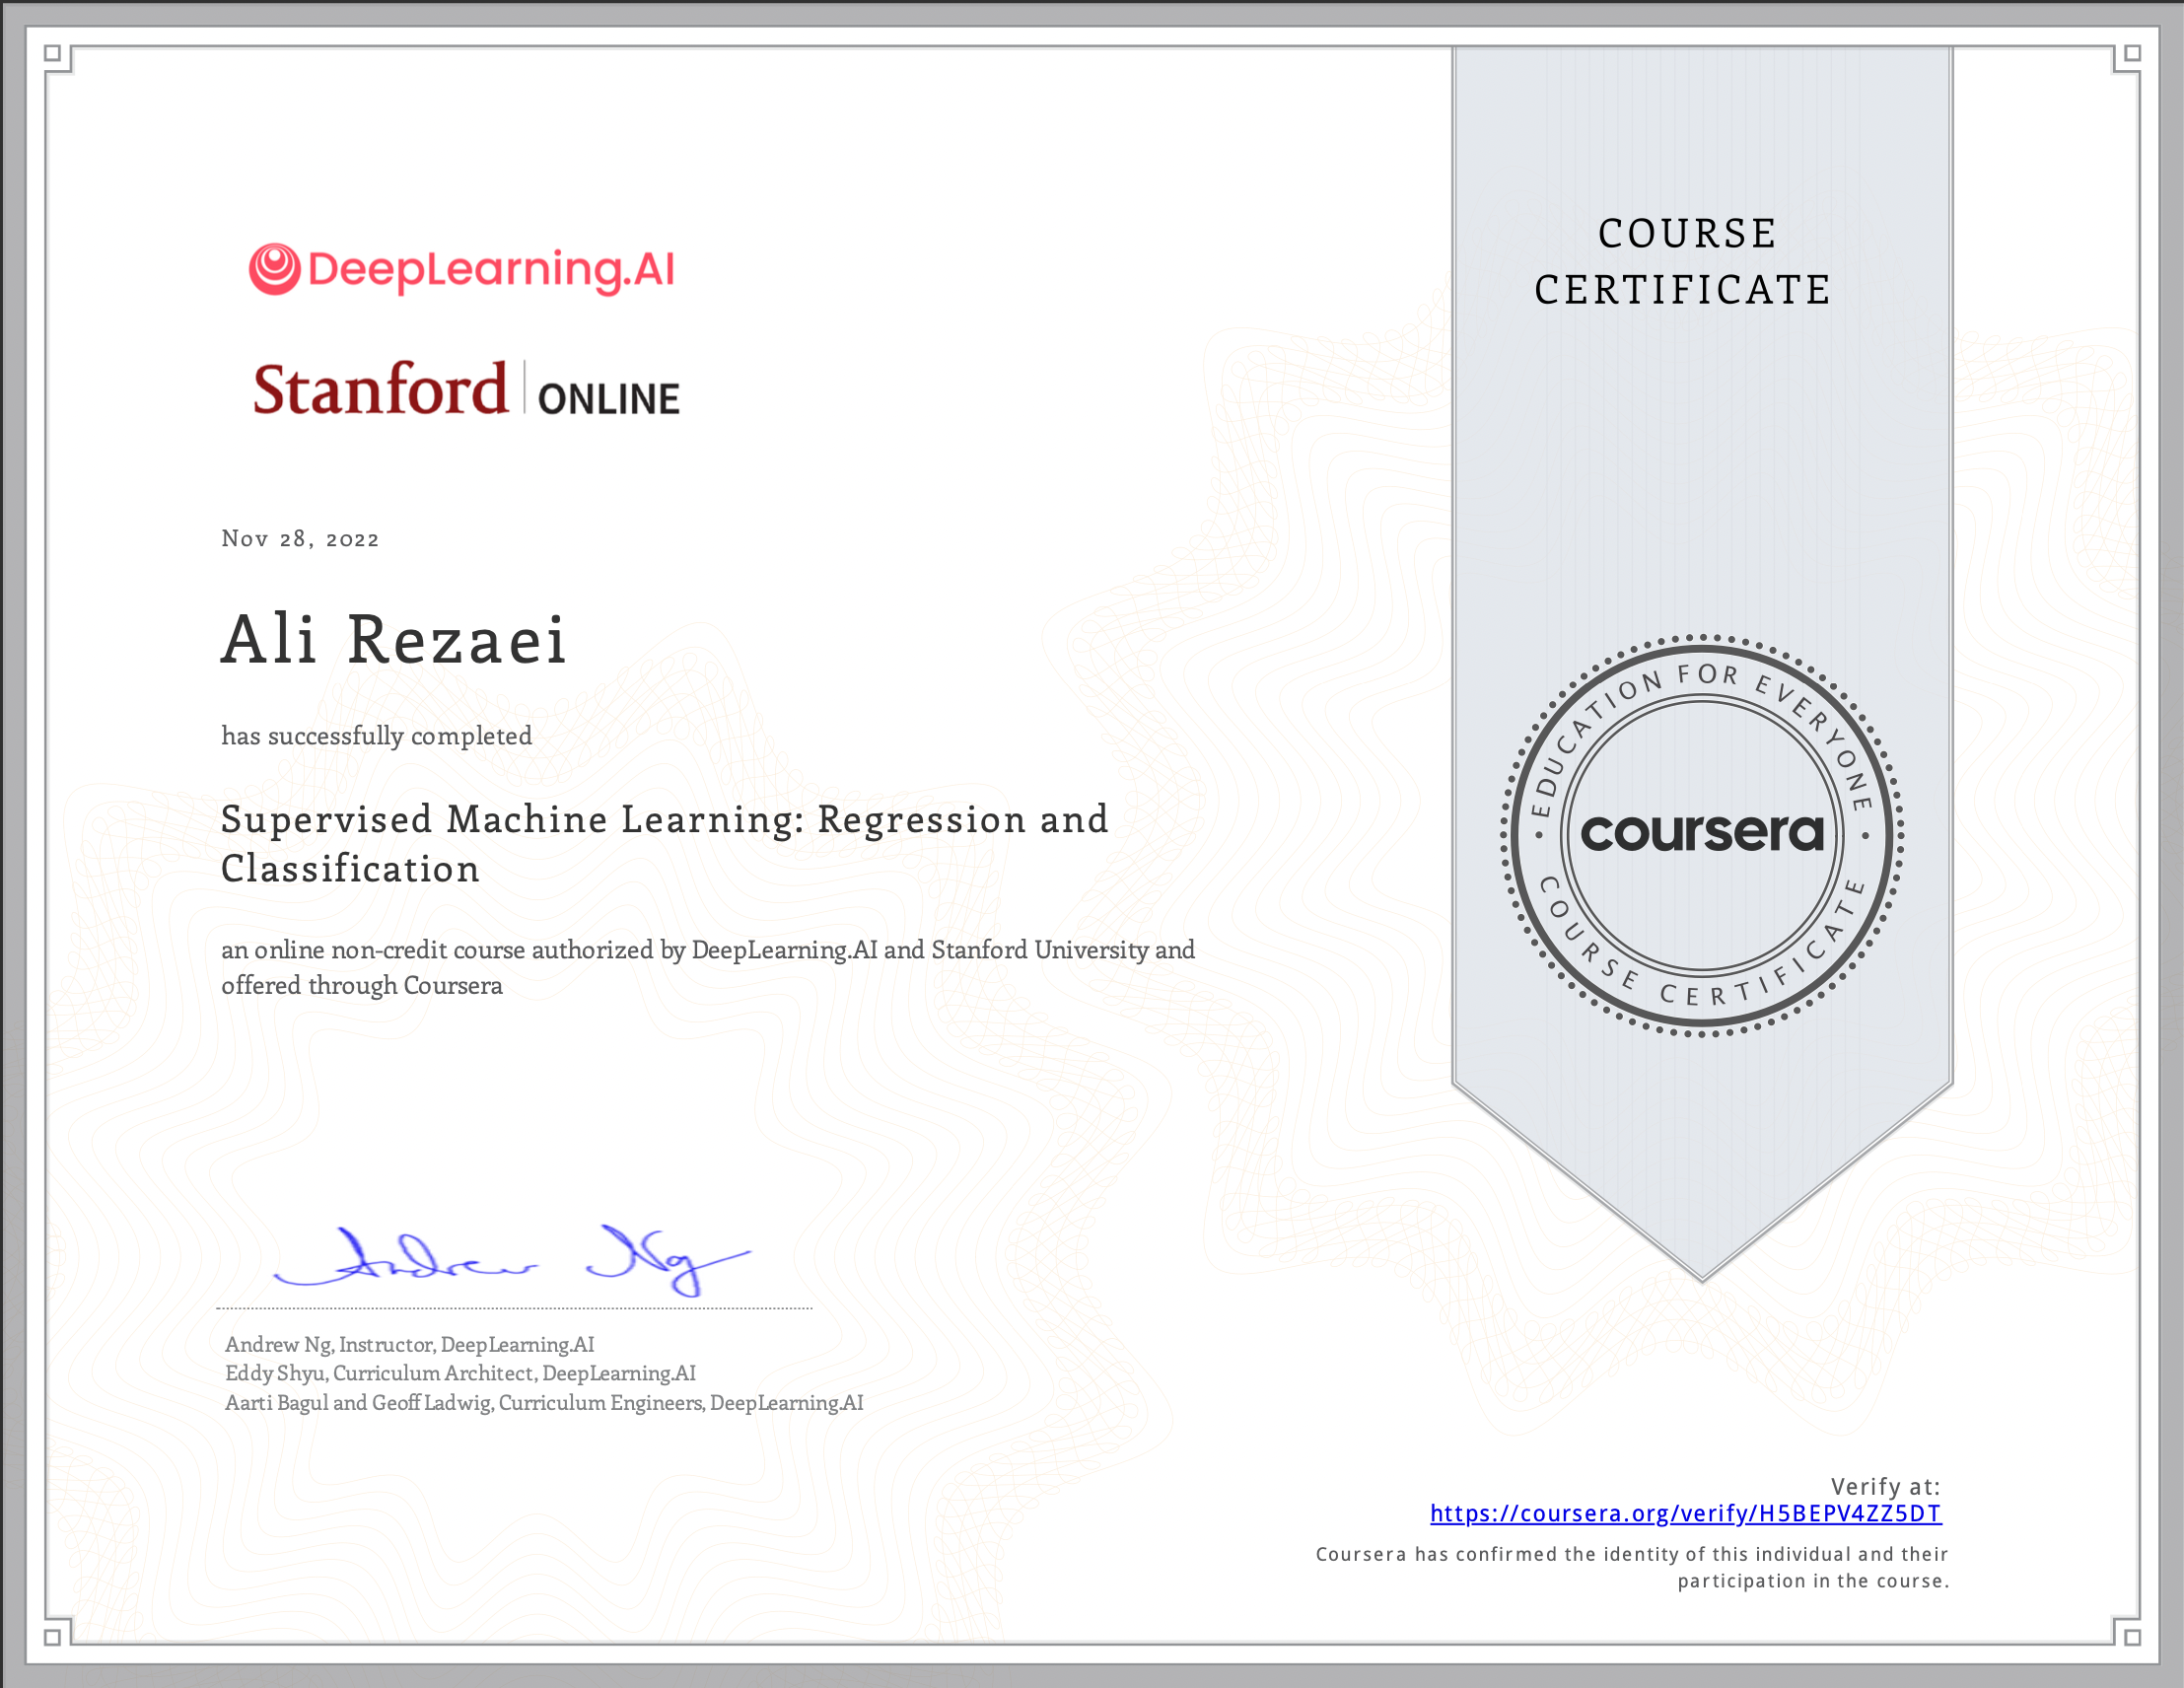 DeepLearning.AI
Stanford | ONLINE
Nov 28, 2022
Ali Rezaei
has successfully completed
Supervised Machine Learning: Regression and
Classification
an online non-credit course authorized by DeepLearning.AI and Stanford University and
offered through Coursera
Andrew Ng
Andrew Ng, Instructor, DeepLearning.AI
Eddy Shyu, Curriculum Architect, DeepLearning.AI
Aarti Bagul and Geoff Ladwig, Curriculum Engineers, DeepLearning.AI
COURSE
CERTIFICATE
• EDUCATION FOR EVERYONE •
coursera
COURSE CERTIFICATE
Verify at:
https://coursera.org/verify/H5BEPV4ZZ5DT
Coursera has confirmed the identity of this individual and their
participation in the course.